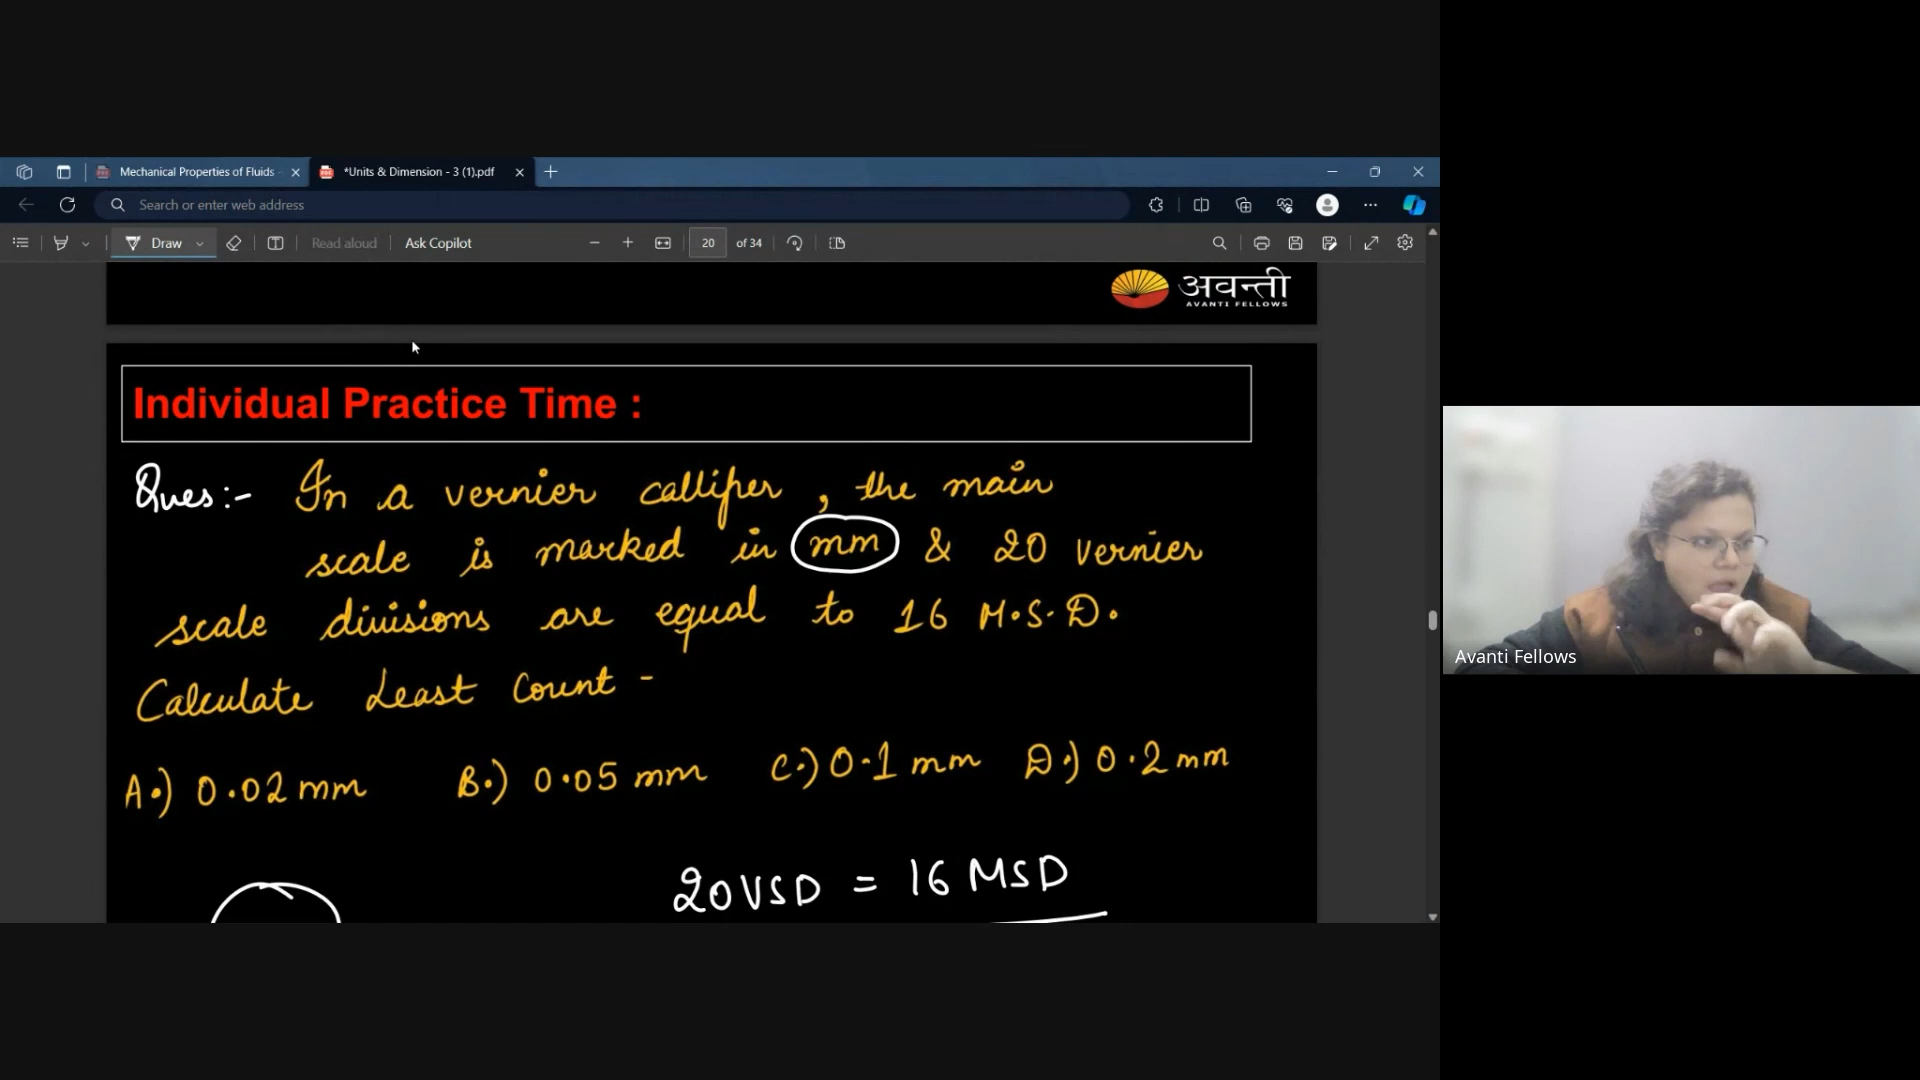 Mechanical Properties of Fluids -
*Units & Dimension - 3 (1).pdf
Search or enter web address
Draw
Read aloud
Ask Copilot
20 of 34
अवन्ती
AVANTI FELLOWS
Individual Practice Time :
Ques:- In a vernier calliper, the main
scale is marked in mm & 20 vernier
scale divisions are equal to 16 M.S.D.
Calculate Least Count -
A.) 0.02 mm B.) 0.05 mm C.) 0.1 mm D.) 0.2 mm
20 VSD = 16 MSD
Avanti Fellows